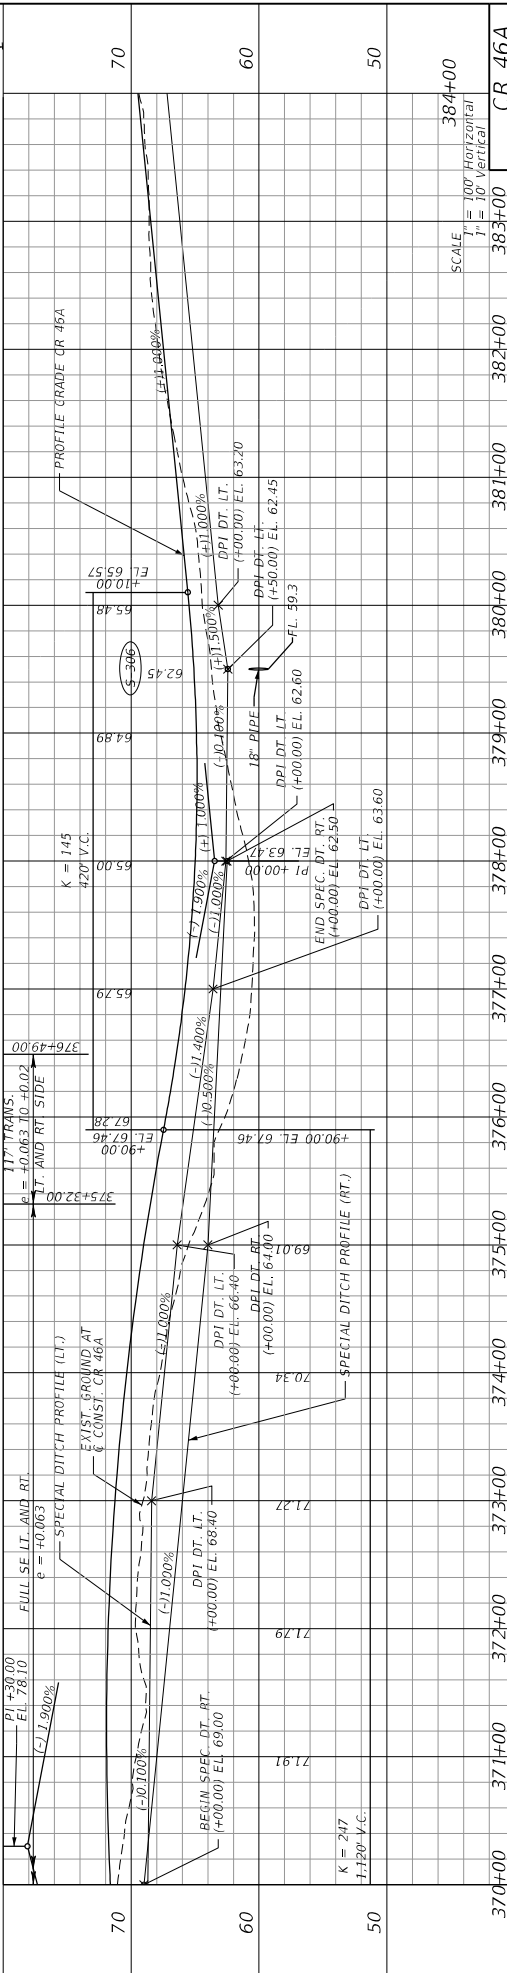 PI +30.00
EL. 78.10
(-) 1.900%
FULL SE LT. AND RT.
e = +0.063
117' TRANS.
e = +0.063 TO +0.02
LT. AND RT. SIDE
375+32.00
376+49.00
SPECIAL DITCH PROFILE (LT.)
EXIST. GROUND AT
℄ CONST. CR 46A
K = 145
420' V.C.
+90.00
EL. 67.46
67.28
65.79
65.00
64.89
65.48
+10.00
EL. 65.57
S 306
62.45
PROFILE GRADE CR 46A
70
70
(-)0.100%
(-)1.000%
(-)1.000%
(-)1.400%
(-)0.500%
(-) 1.900%
(-)1.000%
(+) 1.000%
(-)0.100%
(+)1.500%
(+)1.000%
(+)1.000%
BEGIN SPEC. DT. RT.
(+00.00) EL. 69.00
DPI DT. LT.
(+00.00) EL. 68.40
DPI DT. LT.
(+00.00) EL. 66.40
DPI DT. RT.
(+00.00) EL. 64.00
+90.00 EL. 67.46
PI +00.00
EL. 63.47
18" PIPE
FL. 59.3
DPI DT. LT.
(+00.00) EL. 62.60
DPI DT. LT.
(+00.00) EL. 63.20
DPI DT. LT.
(+50.00) EL. 62.45
END SPEC. DT. RT.
(+00.00) EL. 62.50
DPI DT. LT.
(+00.00) EL. 63.60
SPECIAL DITCH PROFILE (RT.)
60
60
71.91
71.79
71.27
70.34
69.01
K = 247
1,120' V.C.
50
50
SCALE
1" = 100' Horizontal
1" = 10' Vertical
384+00
370+00
371+00
372+00
373+00
374+00
375+00
376+00
377+00
378+00
379+00
380+00
381+00
382+00
383+00
CR 46A